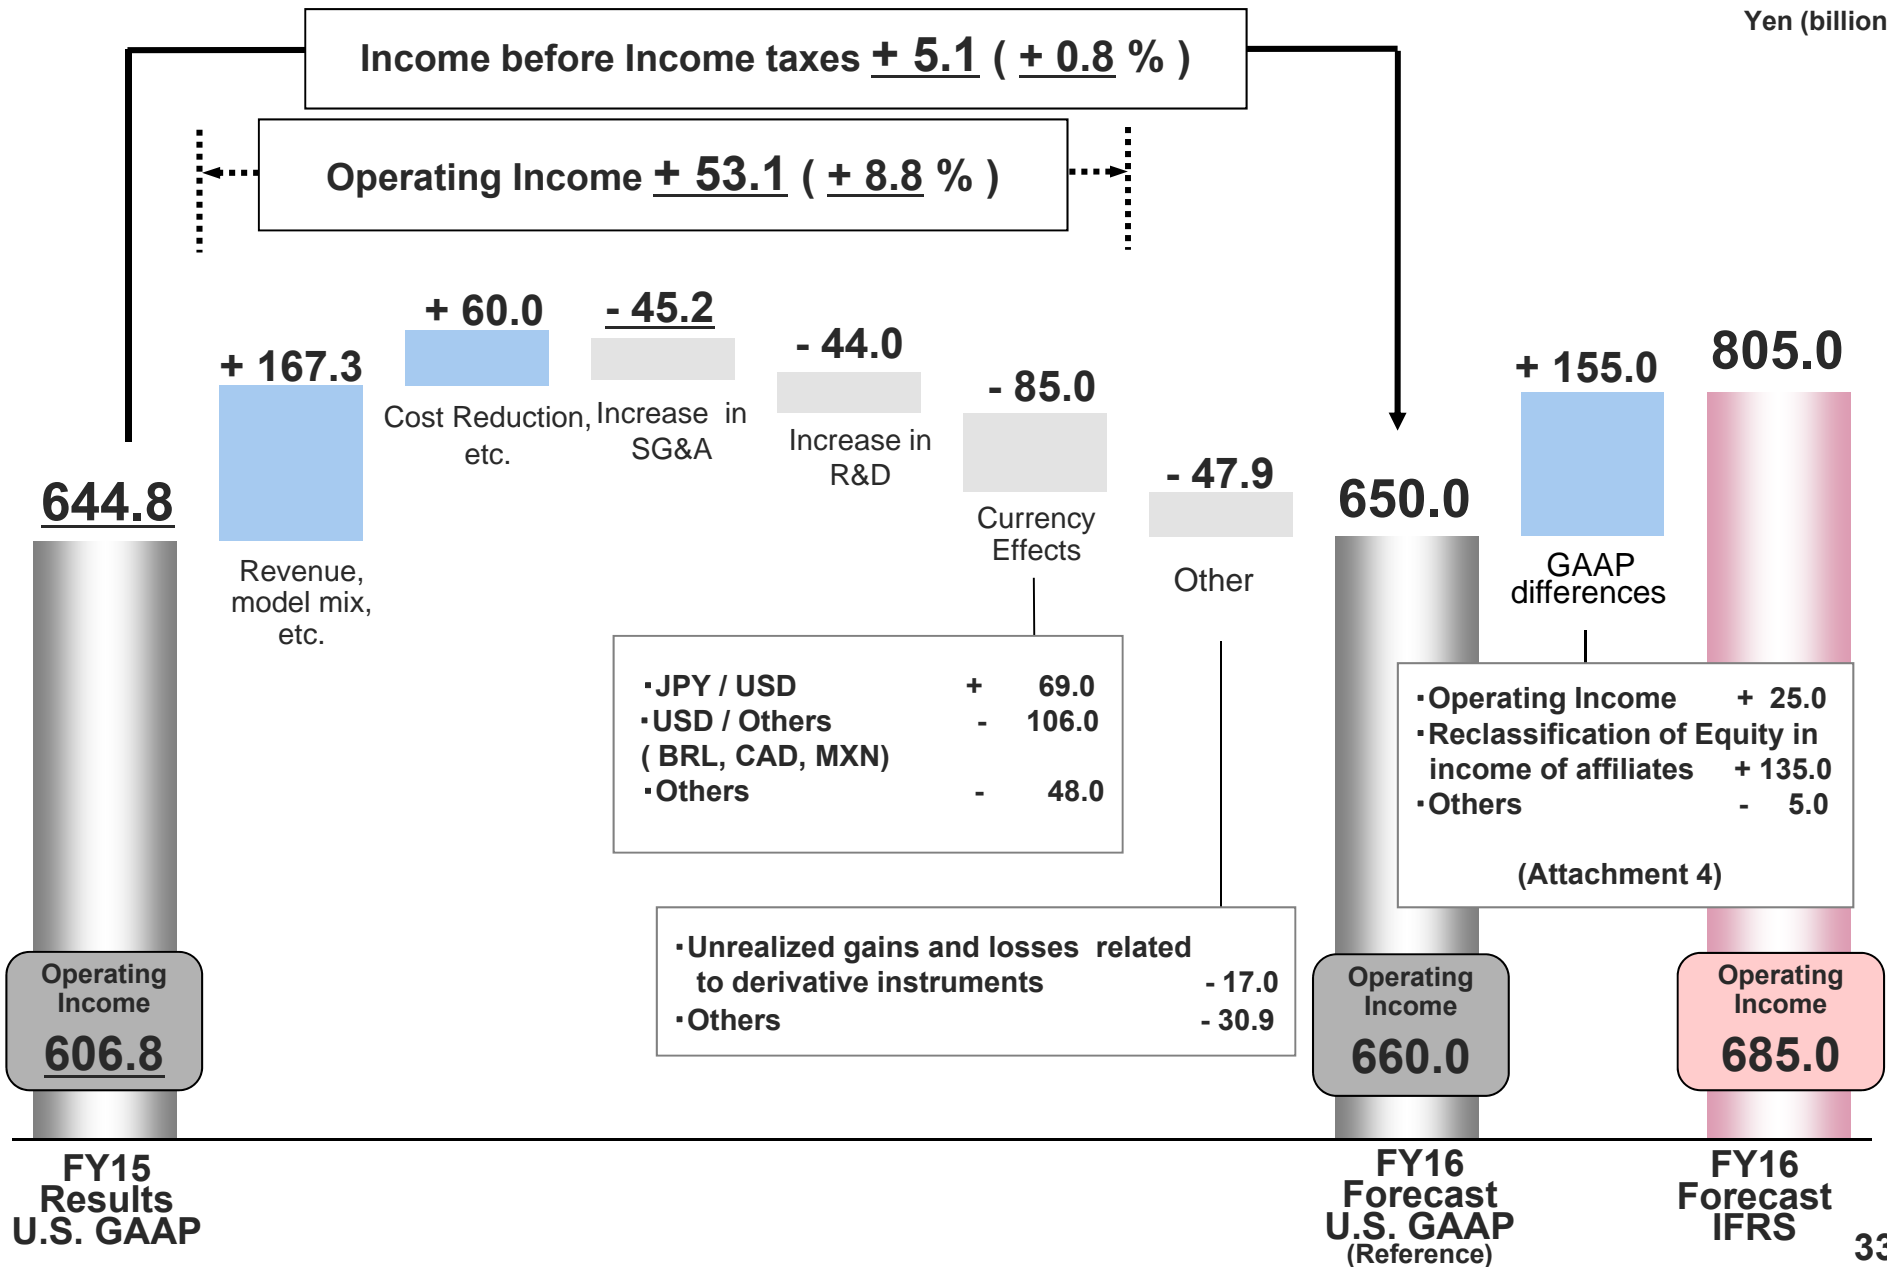 Yen (billion
Income before Income taxes + 5.1 ( + 0.8 % )
Operating Income + 53.1 ( + 8.8 % )
644.8
+ 167.3
Revenue,
model mix,
etc.
+ 60.0
Cost Reduction,
etc.
- 45.2
Increase in
SG&A
- 44.0
Increase in
R&D
- 85.0
Currency
Effects
- 47.9
Other
650.0
+ 155.0
GAAP
differences
805.0
・JPY / USD + 69.0
・USD / Others - 106.0
( BRL, CAD, MXN)
・Others - 48.0
・Unrealized gains and losses related
to derivative instruments - 17.0
・Others - 30.9
・Operating Income + 25.0
・Reclassification of Equity in
income of affiliates + 135.0
・Others - 5.0
(Attachment 4)
Operating
Income
606.8
Operating
Income
660.0
Operating
Income
685.0
FY15
Results
U.S. GAAP
FY16
Forecast
U.S. GAAP
(Reference)
FY16
Forecast
IFRS
33